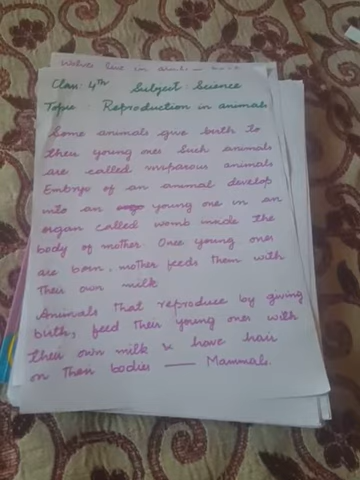 Wolves live in
Class: 4th Subject: Science
Topic: Reproduction in animals
Some animals give birth to
their young ones Such animals
are called viviparous animals
Embryo of an animal develop
into an young one in an
organ called womb inside the
body of mother. Once young ones
are born, mother feeds them with
their own milk
Animals that reproduce by giving
birth, feed their young ones with
their own milk & have hair
on their bodies — Mammals.